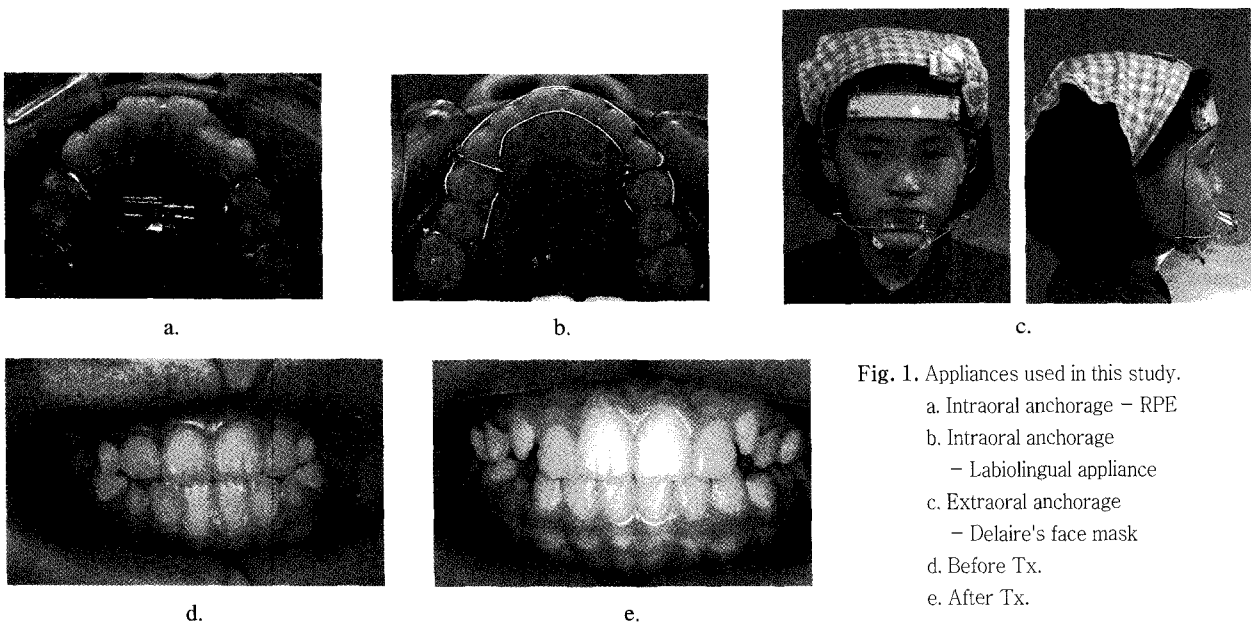 a.
b.
c.
d.
e.
Fig. 1. Appliances used in this study.
a. Intraoral anchorage − RPE
b. Intraoral anchorage
− Labiolingual appliance
c. Extraoral anchorage
− Delaire's face mask
d. Before Tx.
e. After Tx.